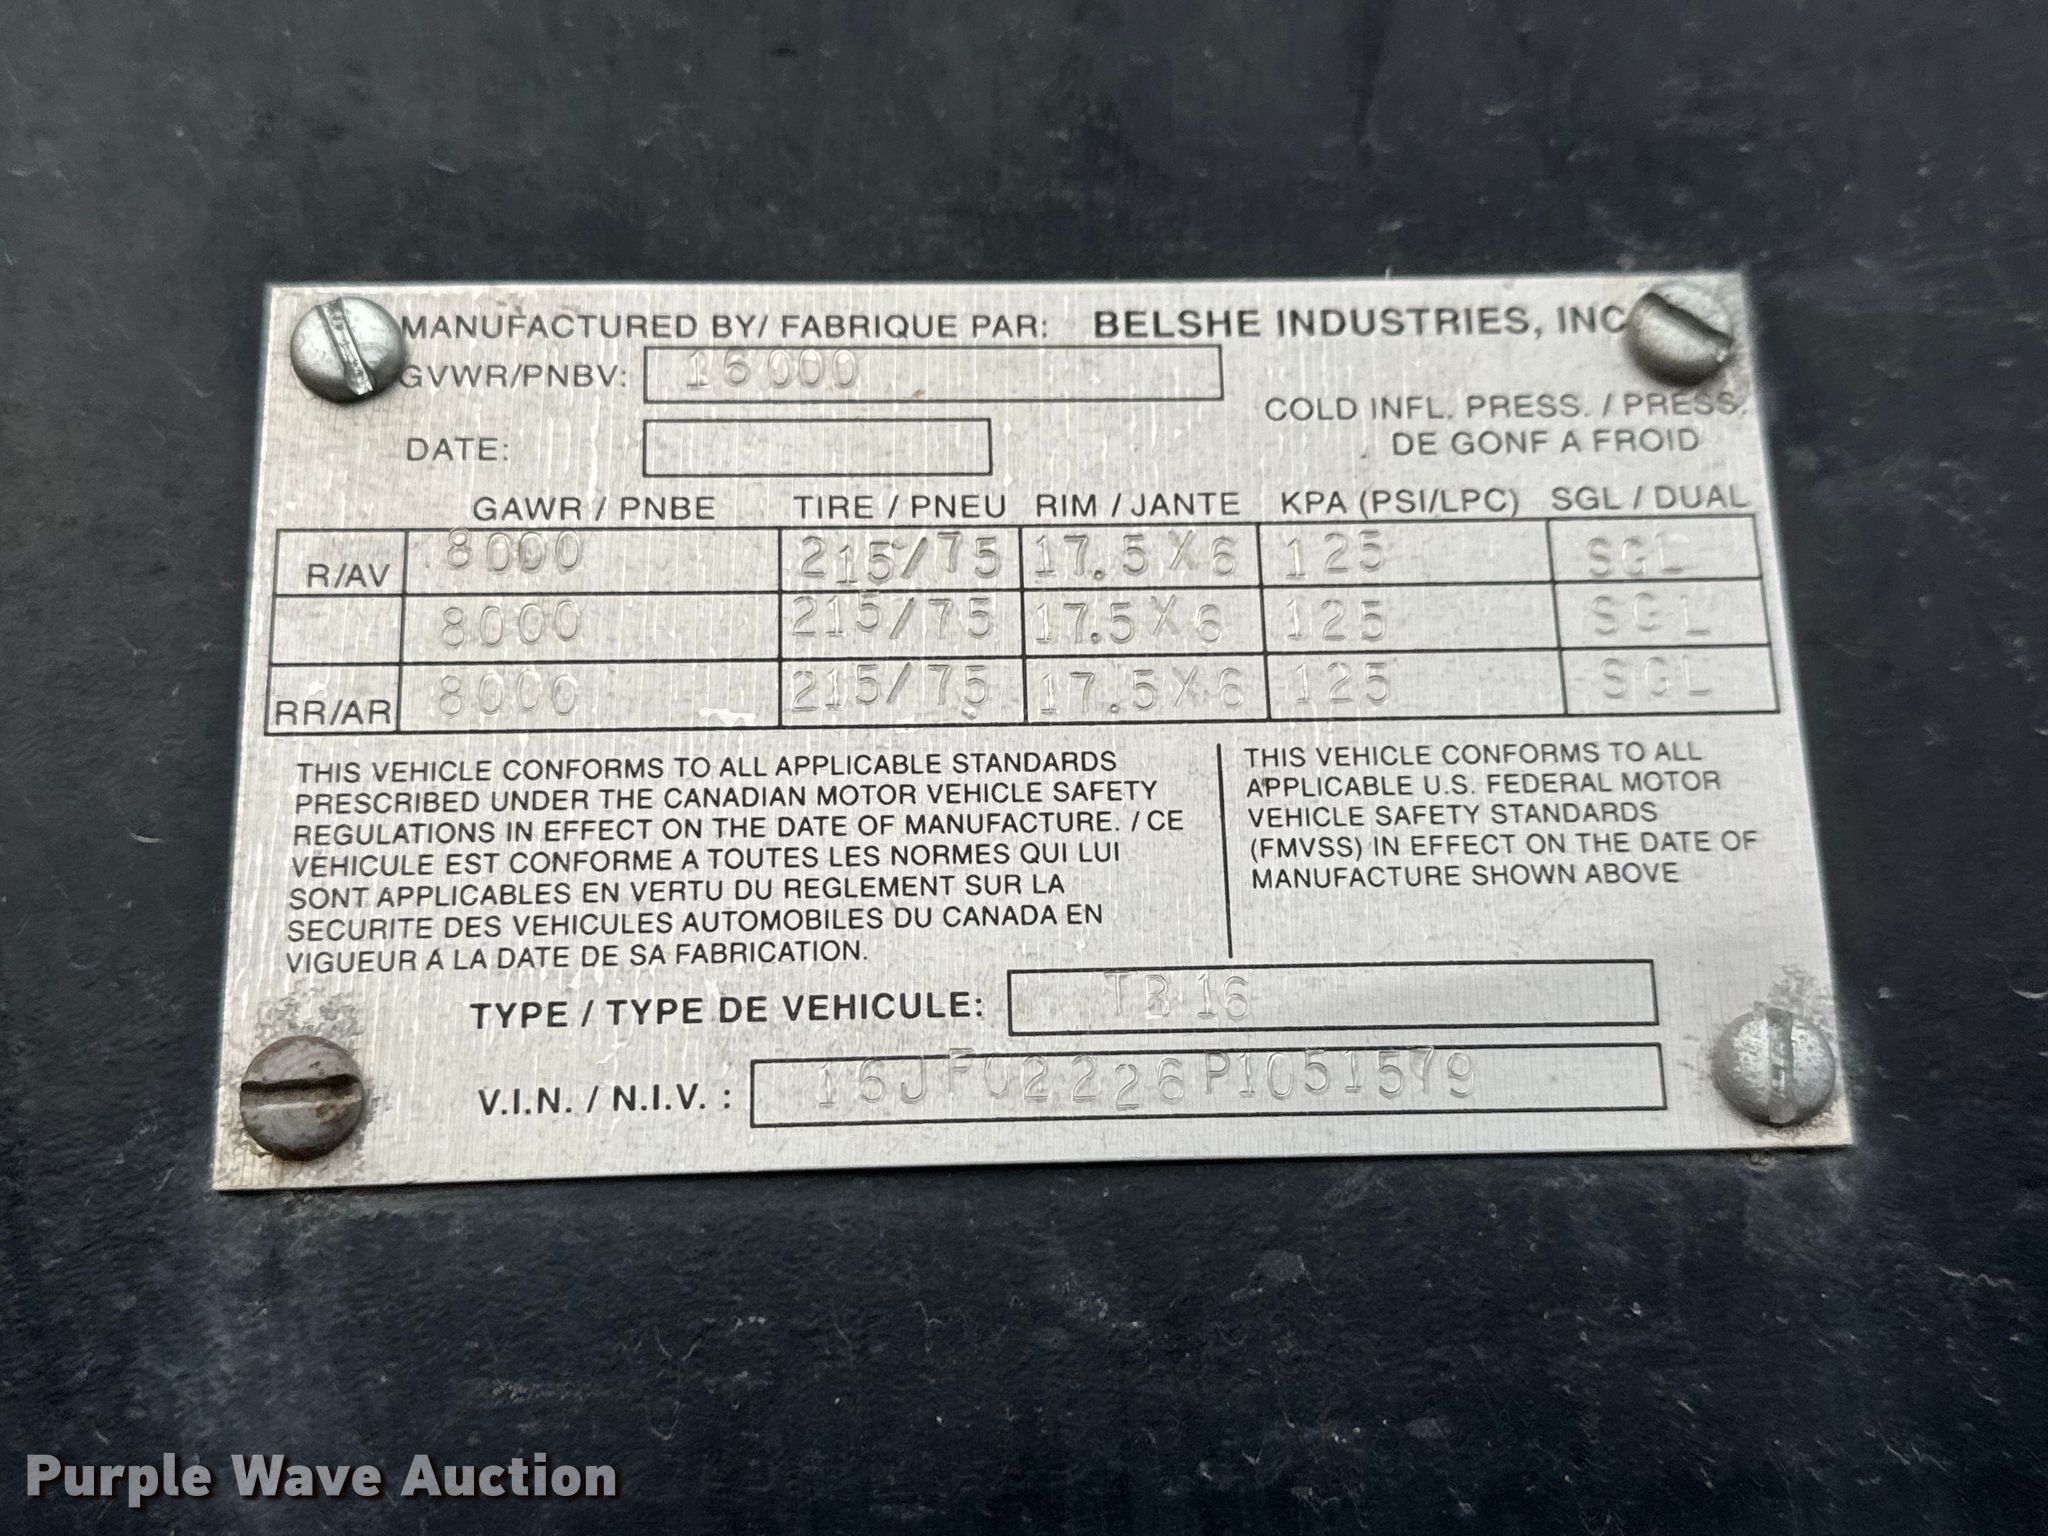 MANUFACTURED BY/ FABRIQUE PAR: BELSHE INDUSTRIES, INC
GVWR/PNBV: 16000
COLD INFL. PRESS. / PRESS.
DE GONF A FROID
DATE:
GAWR / PNBE TIRE / PNEU RIM / JANTE KPA (PSI/LPC) SGL / DUAL
R/AV 8000 215/75 17.5X6 125 SGL
8000 215/75 17.5X6 125 SGL
RR/AR 8000 215/75 17.5X6 125 SGL
THIS VEHICLE CONFORMS TO ALL APPLICABLE STANDARDS
PRESCRIBED UNDER THE CANADIAN MOTOR VEHICLE SAFETY
REGULATIONS IN EFFECT ON THE DATE OF MANUFACTURE. / CE
VEHICULE EST CONFORME A TOUTES LES NORMES QUI LUI
SONT APPLICABLES EN VERTU DU REGLEMENT SUR LA
SECURITE DES VEHICULES AUTOMOBILES DU CANADA EN
VIGUEUR A LA DATE DE SA FABRICATION.
THIS VEHICLE CONFORMS TO ALL
APPLICABLE U.S. FEDERAL MOTOR
VEHICLE SAFETY STANDARDS
(FMVSS) IN EFFECT ON THE DATE OF
MANUFACTURE SHOWN ABOVE
TYPE / TYPE DE VEHICULE: TB16
V.I.N. / N.I.V. : 16JF02226P1051579
Purple Wave Auction